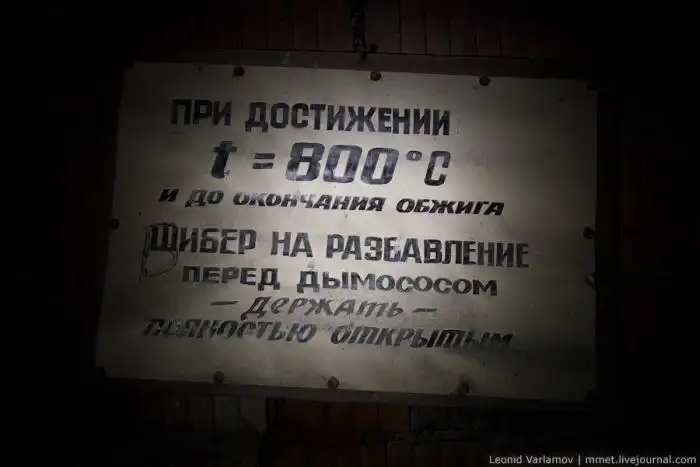 ПРИ ДОСТИЖЕНИИ
t = 800°C
И ДО ОКОНЧАНИЯ ОБЖИГА
ШИБЕР НА РАЗБАВЛЕНИЕ
ПЕРЕД ДЫМОСОСОМ
— ДЕРЖАТЬ —
ПОЛНОСТЬЮ ОТКРЫТЫМ
Leonid Varlamov | mmet.livejournal.com